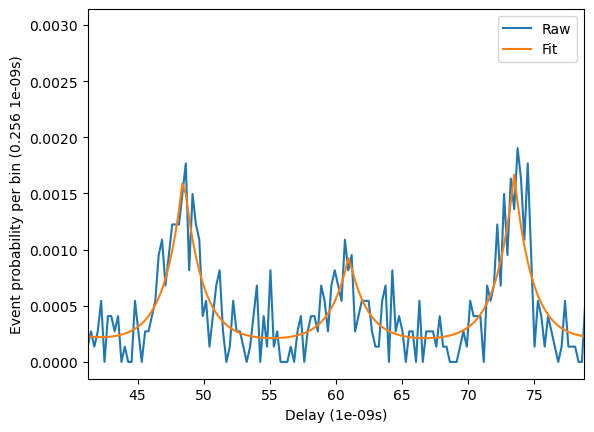 Raw
Fit
0.0030
0.0025
0.0020
0.0015
0.0010
0.0005
0.0000
Event probability per bin (0.256 1e-09s)
45 50 55 60 65 70 75
Delay (1e-09s)